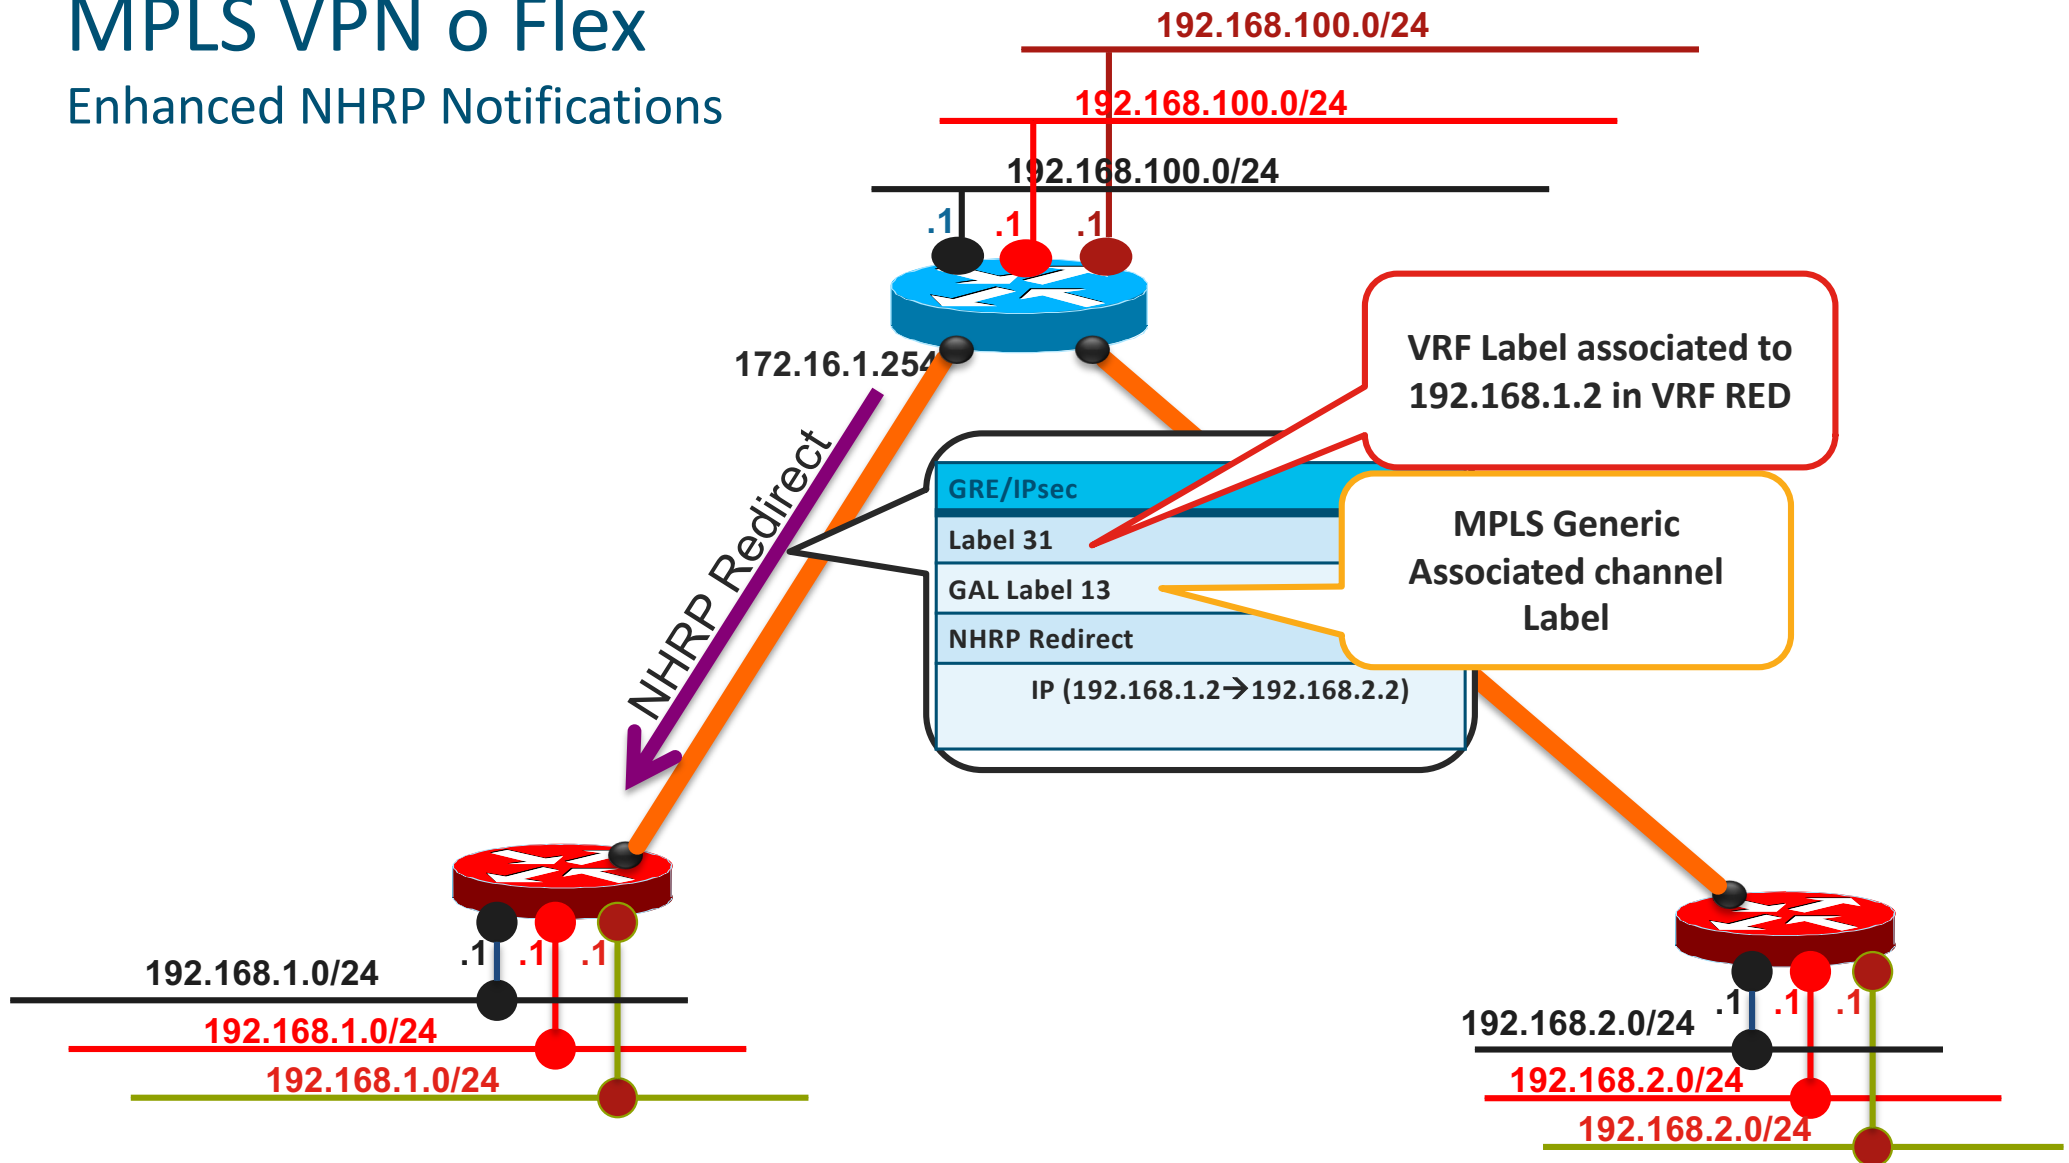 MPLS VPN o Flex
Enhanced NHRP Notifications
192.168.100.0/24
192.168.100.0/24
192.168.100.0/24
.1
.1
.1
172.16.1.254
NHRP Redirect
VRF Label associated to
192.168.1.2 in VRF RED
GRE/IPsec
Label 31
GAL Label 13
NHRP Redirect
IP (192.168.1.2→192.168.2.2)
MPLS Generic
Associated channel
Label
.1
.1
.1
192.168.1.0/24
192.168.1.0/24
192.168.1.0/24
.1
.1
.1
192.168.2.0/24
192.168.2.0/24
192.168.2.0/24